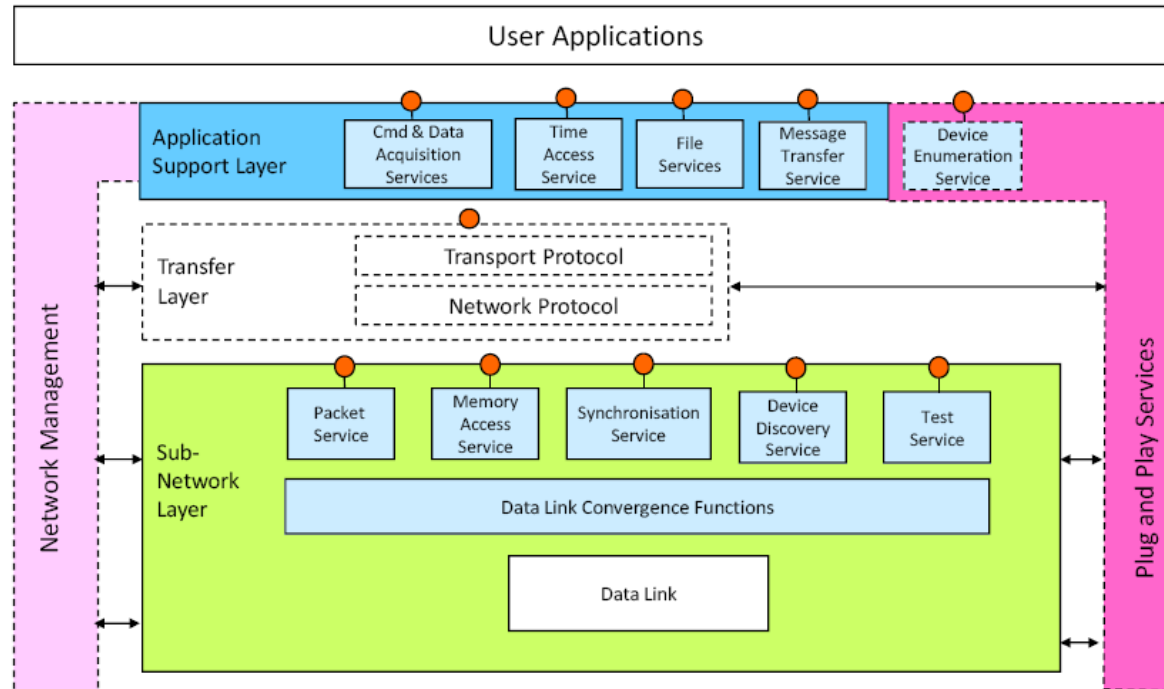 User Applications
Application
Support Layer
Cmd & Data
Acquisition
Services
Time
Access
Service
File
Services
Message
Transfer
Service
Device
Enumeration
Service
Transfer
Layer
Transport Protocol
Network Protocol
Network Management
Plug and Play Services
Sub-
Network
Layer
Packet
Service
Memory
Access
Service
Synchronisation
Service
Device
Discovery
Service
Test
Service
Data Link Convergence Functions
Data Link